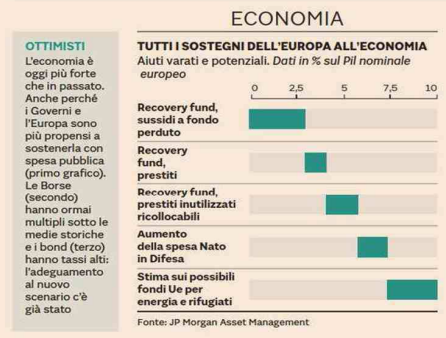 ECONOMIA
OTTIMISTI
L'economia è
oggi più forte
che in passato.
Anche perché
i Governi e
l'Europa sono
più propensi a
sostenerla con
spesa pubblica
(primo grafico).
Le Borse
(secondo)
hanno ormai
multipli sotto le
medie storiche
e i bond (terzo)
hanno tassi alti:
l'adeguamento
al nuovo
scenario c'è
già stato
TUTTI I SOSTEGNI DELL'EUROPA ALL'ECONOMIA
Aiuti varati e potenziali. Dati in % sul Pil nominale
europeo
0 2,5 5 7,5 10
Recovery fund,
sussidi a fondo
perduto
Recovery
fund,
prestiti
Recovery fund,
prestiti inutilizzati
ricollocabili
Aumento
della spesa Nato
in Difesa
Stima sui possibili
fondi Ue per
energia e rifugiati
Fonte: JP Morgan Asset Management